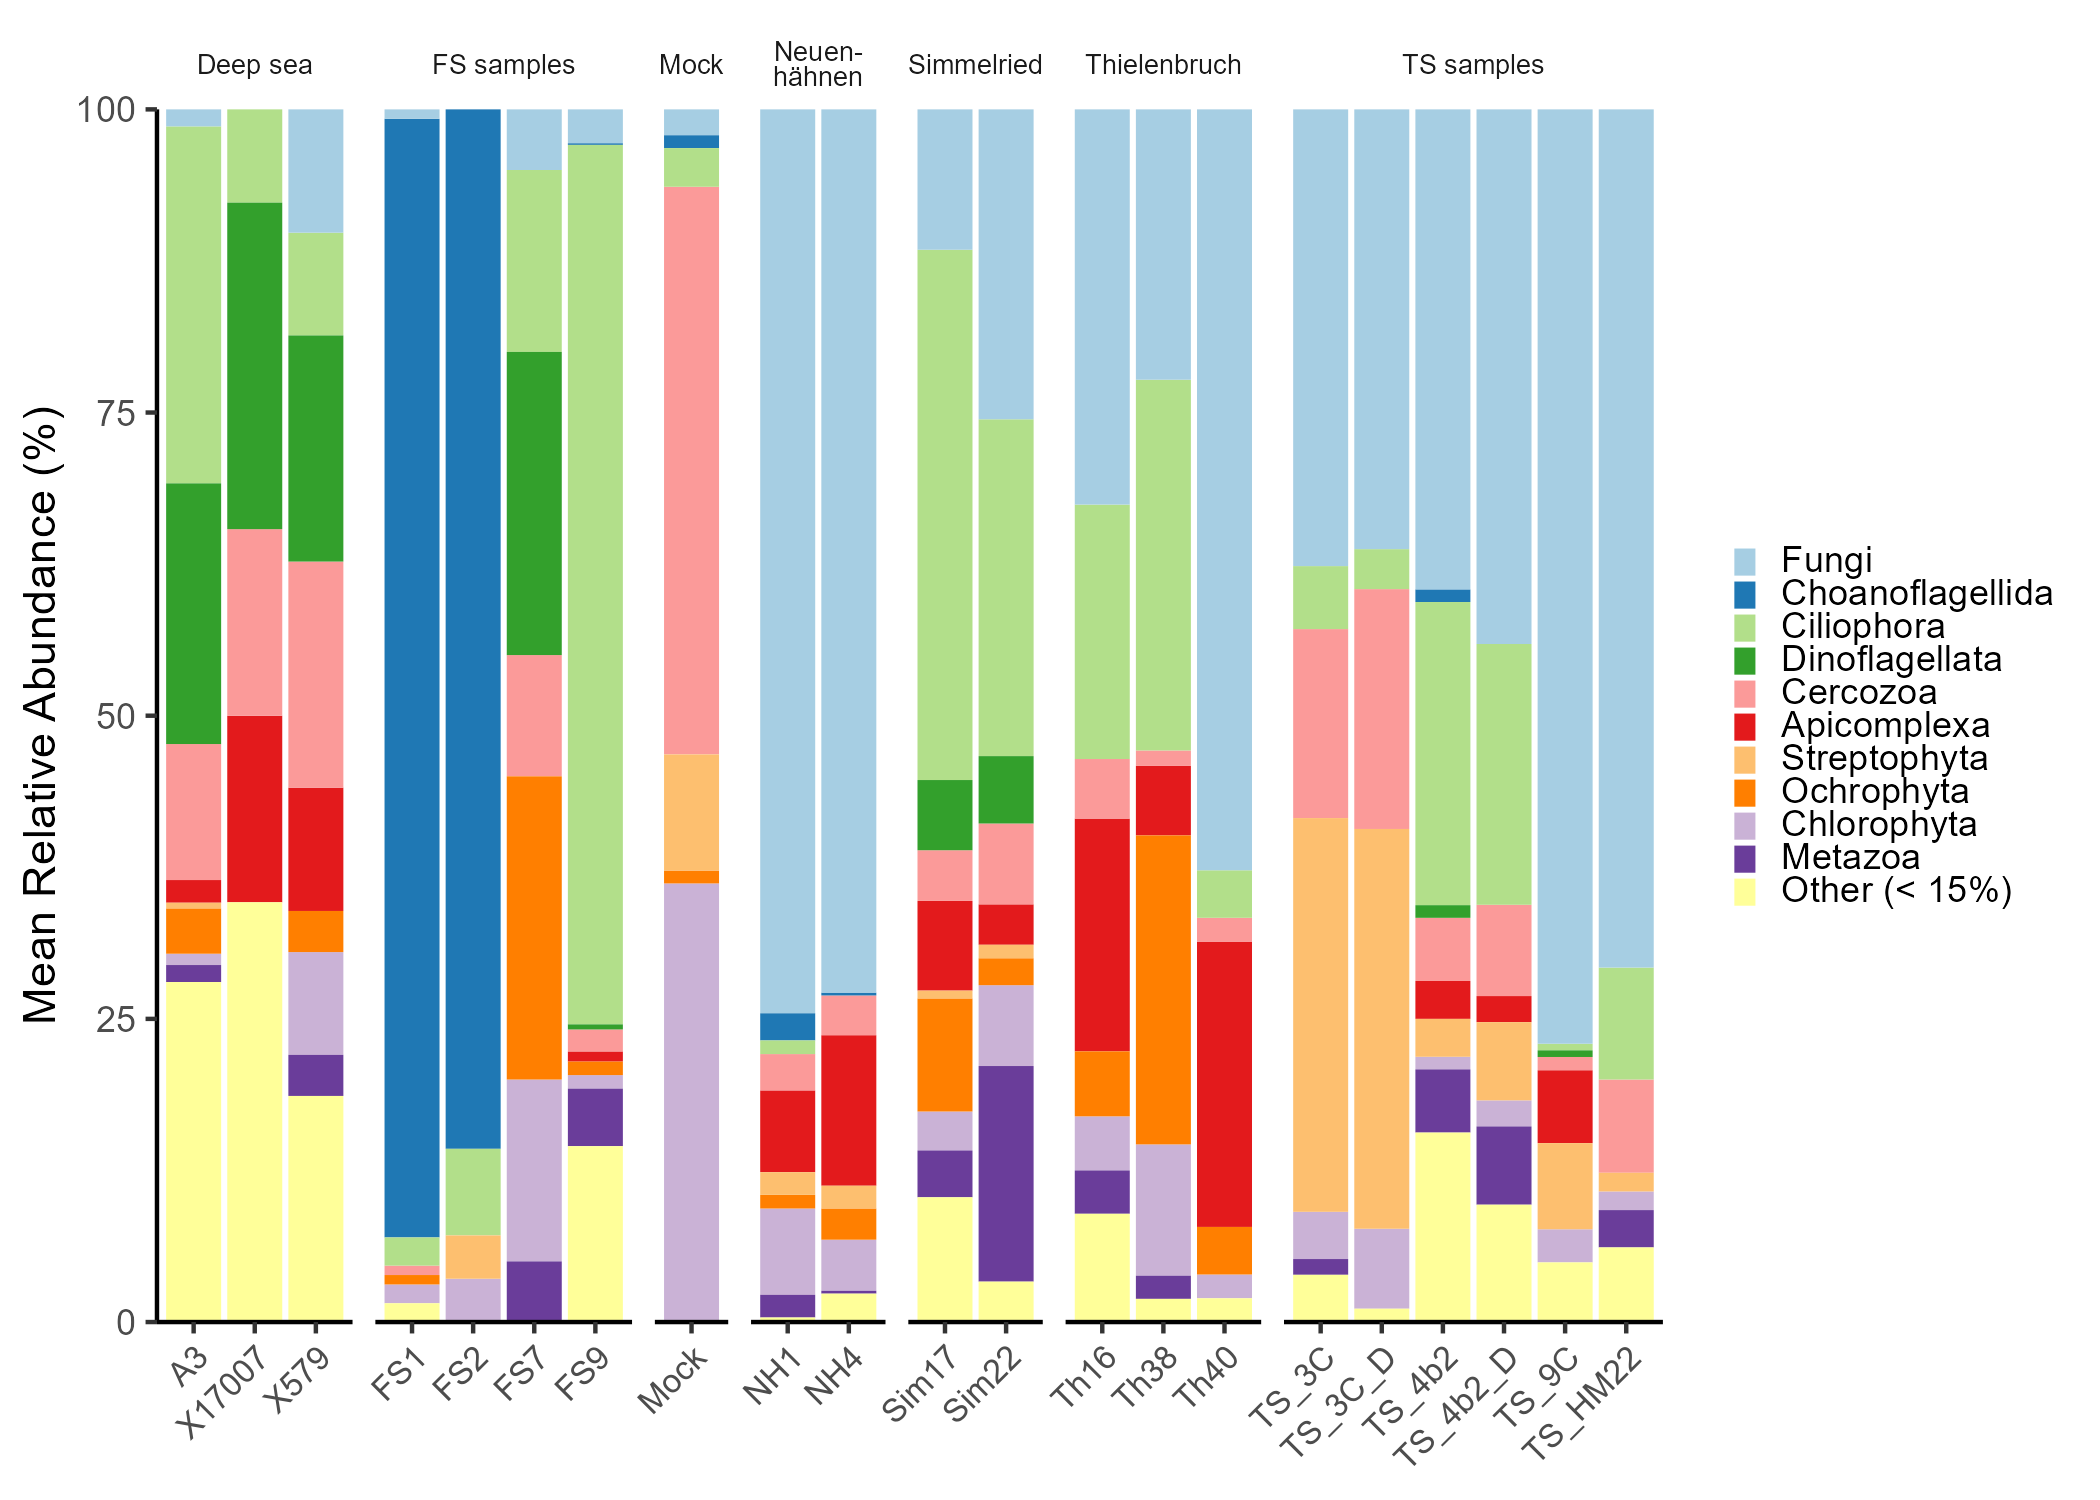 Deep sea
FS samples
Mock
Neuen-
hähnen
Simmelried
Thielenbruch
TS samples
Mean Relative Abundance (%)
100
75
50
25
0
A3
X17007
X579
FS1
FS2
FS7
FS9
Mock
NH1
NH4
Sim17
Sim22
Th16
Th38
Th40
TS_3C
TS_3C_D
TS_4b2
TS_4b2_D
TS_9C
TS_HM22
Fungi
Choanoflagellida
Ciliophora
Dinoflagellata
Cercozoa
Apicomplexa
Streptophyta
Ochrophyta
Chlorophyta
Metazoa
Other (< 15%)